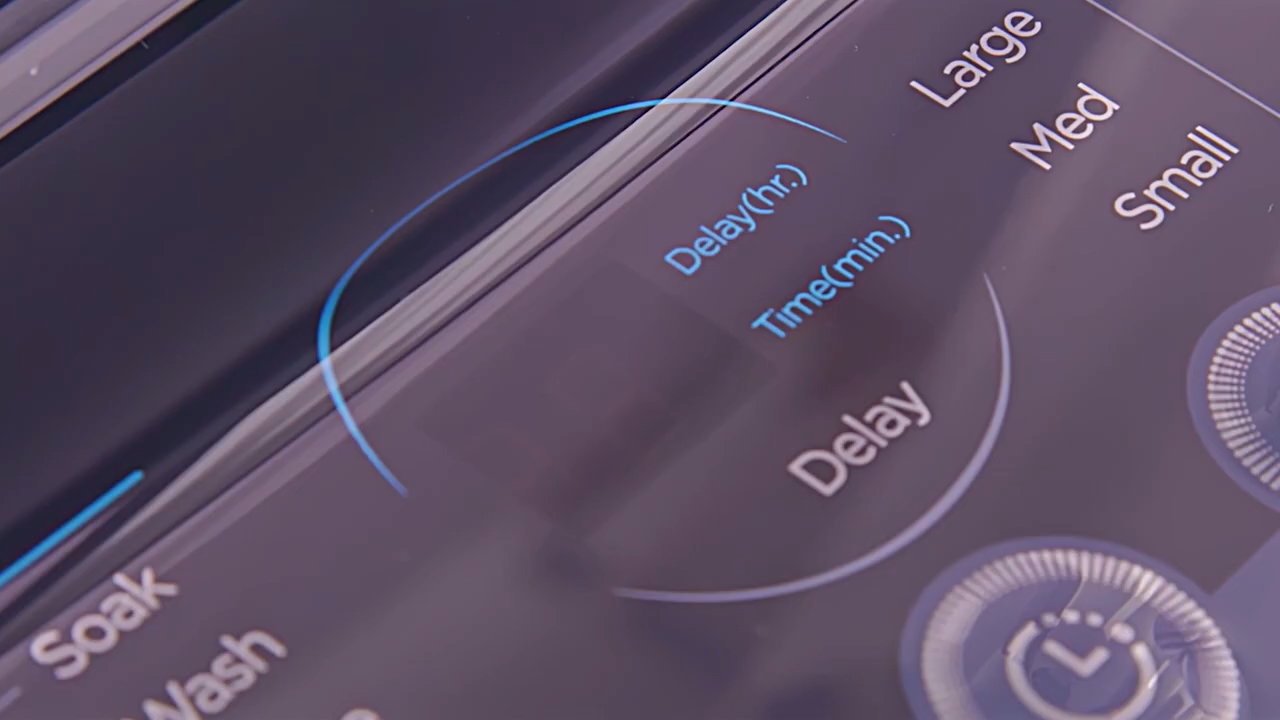 Large
Med
Small
Delay(hr.)
Time(min.)
Delay
Soak
Wash